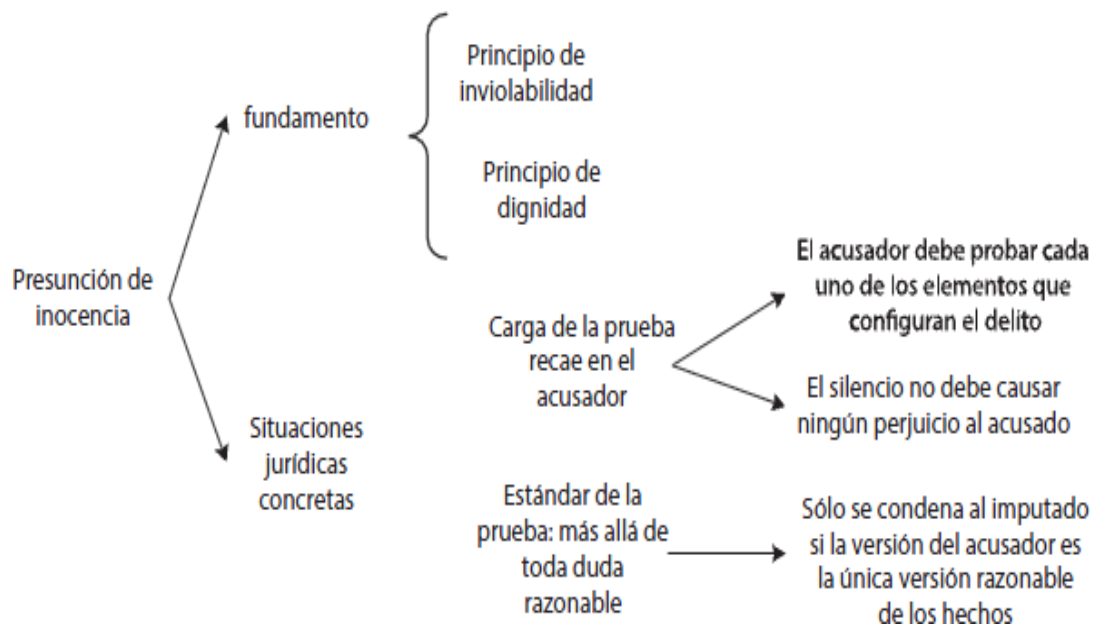 Presunción de
inocencia
fundamento
Principio de
inviolabilidad
Principio de
dignidad
Situaciones
jurídicas
concretas
Carga de la prueba
recae en el
acusador
El acusador debe probar cada
uno de los elementos que
configuran el delito
El silencio no debe causar
ningún perjuicio al acusado
Estándar de la
prueba: más allá de
toda duda
razonable
Sólo se condena al imputado
si la versión del acusador es
la única versión razonable
de los hechos